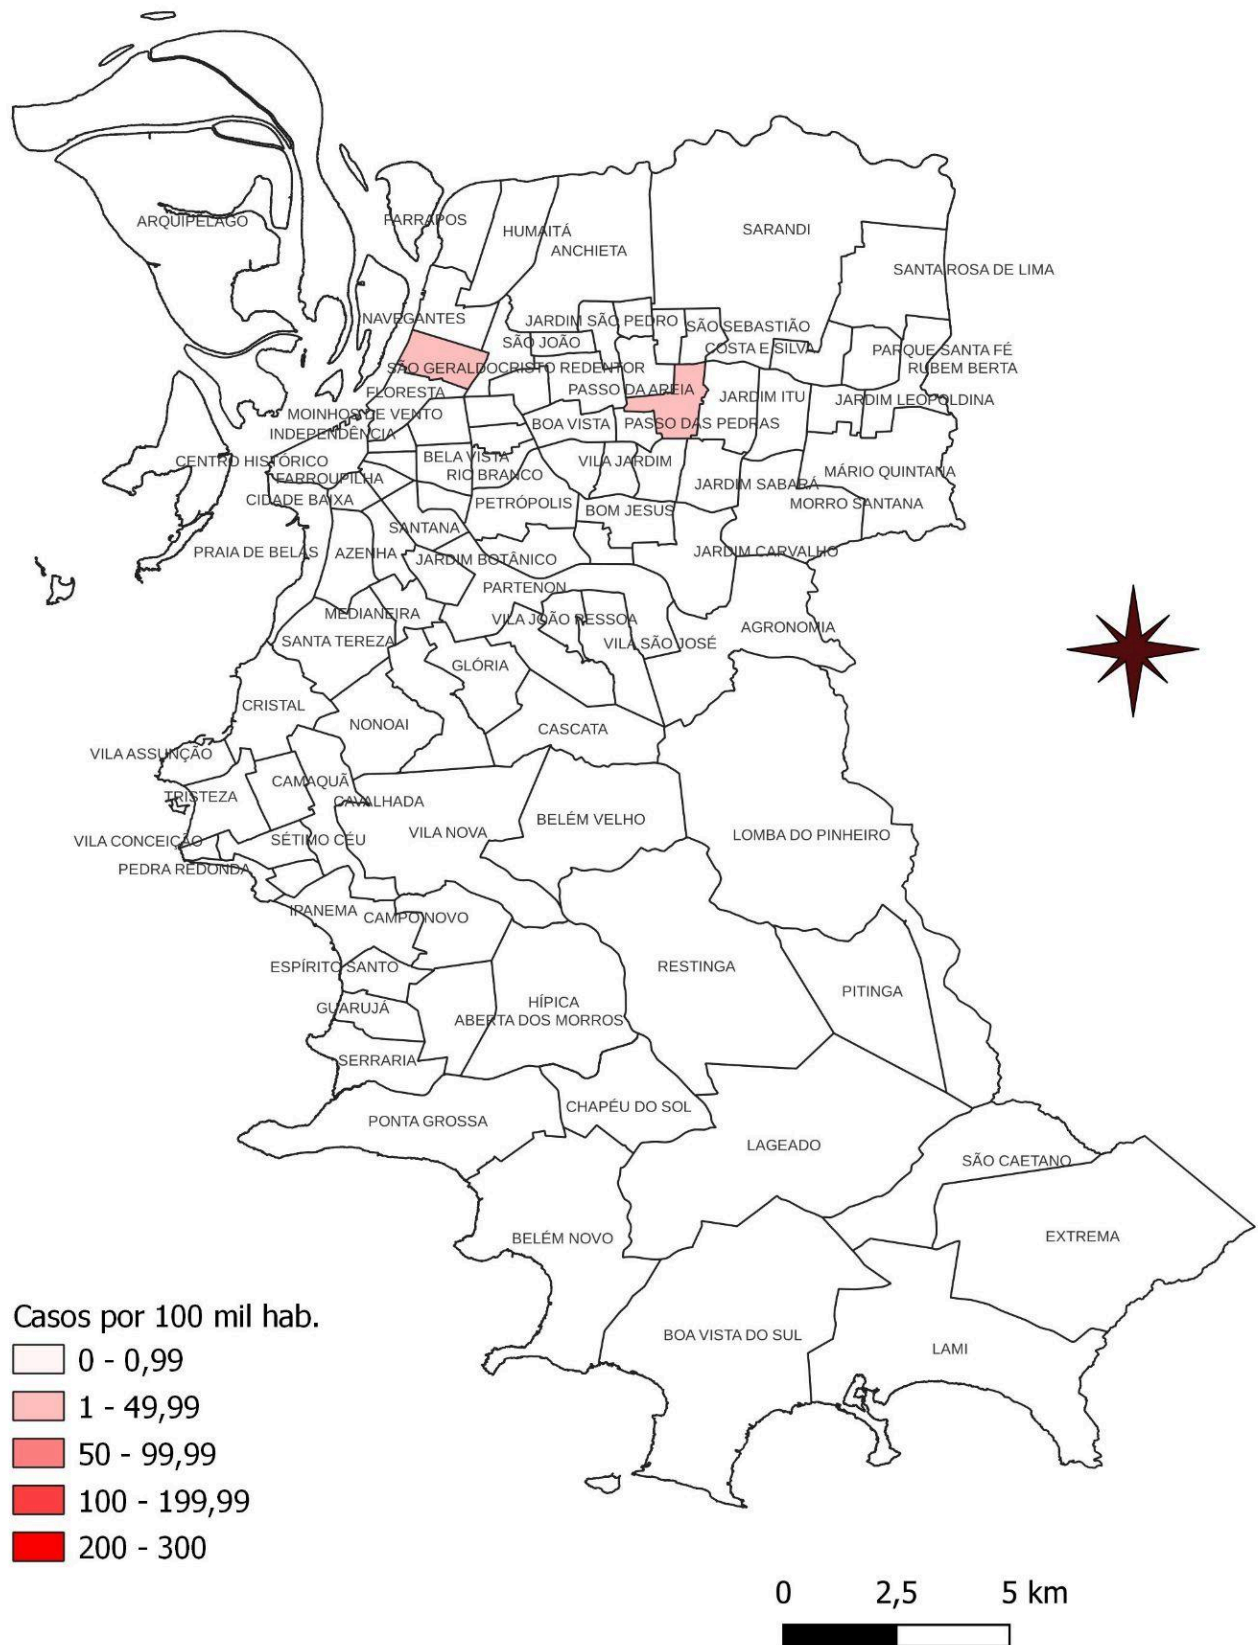 ARQUIPÉLAGO
FARRAPOS
HUMAITÁ
ANCHIETA
SARANDI
SANTA ROSA DE LIMA
NAVEGANTES
JARDIM SÃO PEDRO
SÃO SEBASTIÃO
SÃO JOÃO
COSTA E SILVA
PARQUE SANTA FÉ
SÃO GERALDO
CRISTO REDENTOR
RUBEM BERTA
FLORESTA
PASSO DA AREIA
JARDIM ITU
JARDIM LEOPOLDINA
MOINHOS DE VENTO
BOA VISTA
PASSO DAS PEDRAS
INDEPENDÊNCIA
CENTRO HISTÓRICO
BELA VISTA
VILA JARDIM
FARROUPILHA
RIO BRANCO
MÁRIO QUINTANA
JARDIM SABARÁ
CIDADE BAIXA
PETRÓPOLIS
BOM JESUS
MORRO SANTANA
SANTANA
PRAIA DE BELAS
AZENHA
JARDIM BOTÂNICO
JARDIM CARVALHO
PARTENON
MEDIANEIRA
VILA JOÃO PESSOA
AGRONOMIA
SANTA TEREZA
VILA SÃO JOSÉ
GLÓRIA
CRISTAL
NONOAI
CASCATA
VILA ASSUNÇÃO
CAMAQUÃ
TRISTEZA
CAVALHADA
BELÉM VELHO
VILA NOVA
LOMBA DO PINHEIRO
VILA CONCEIÇÃO
SÉTIMO CÉU
PEDRA REDONDA
IPANEMA
CAMPO NOVO
ESPÍRITO SANTO
RESTINGA
PITINGA
GUARUJÁ
HÍPICA
ABERTA DOS MORROS
SERRARIA
CHAPÉU DO SOL
PONTA GROSSA
LAGEADO
SÃO CAETANO
BELÉM NOVO
EXTREMA
BOA VISTA DO SUL
LAMI
Casos por 100 mil hab.
0 - 0,99
1 - 49,99
50 - 99,99
100 - 199,99
200 - 300
0 2,5 5 km